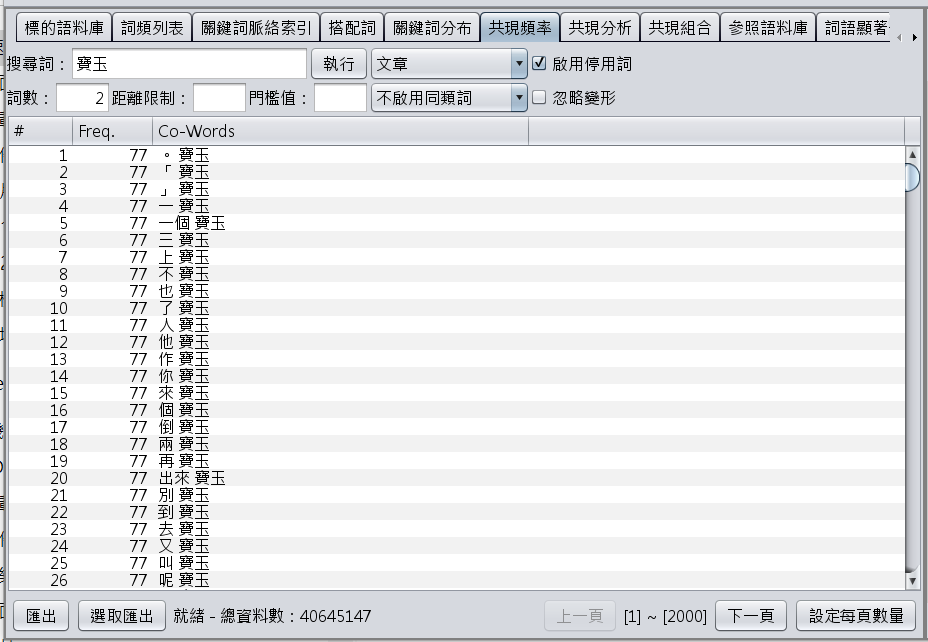 標的語料庫 詞頻列表 關鍵詞脈絡索引 搭配詞 關鍵詞分布 共現頻率 共現分析 共現組合 參照語料庫 詞語顯著
搜尋詞： 寶玉 執行 文章 啟用停用詞
詞數： 2 距離限制： 門檻值： 不啟用同類詞 忽略變形
# Freq. Co-Words
1 77 。 寶玉
2 77 「 寶玉
3 77 」 寶玉
4 77 一 寶玉
5 77 一個 寶玉
6 77 三 寶玉
7 77 上 寶玉
8 77 不 寶玉
9 77 也 寶玉
10 77 了 寶玉
11 77 人 寶玉
12 77 他 寶玉
13 77 作 寶玉
14 77 你 寶玉
15 77 來 寶玉
16 77 個 寶玉
17 77 倒 寶玉
18 77 兩 寶玉
19 77 再 寶玉
20 77 出來 寶玉
21 77 別 寶玉
22 77 到 寶玉
23 77 去 寶玉
24 77 又 寶玉
25 77 叫 寶玉
26 77 呢 寶玉
匯出 選取匯出 就緒 - 總資料數：40645147 上一頁 [1] ~ [2000] 下一頁 設定每頁數量